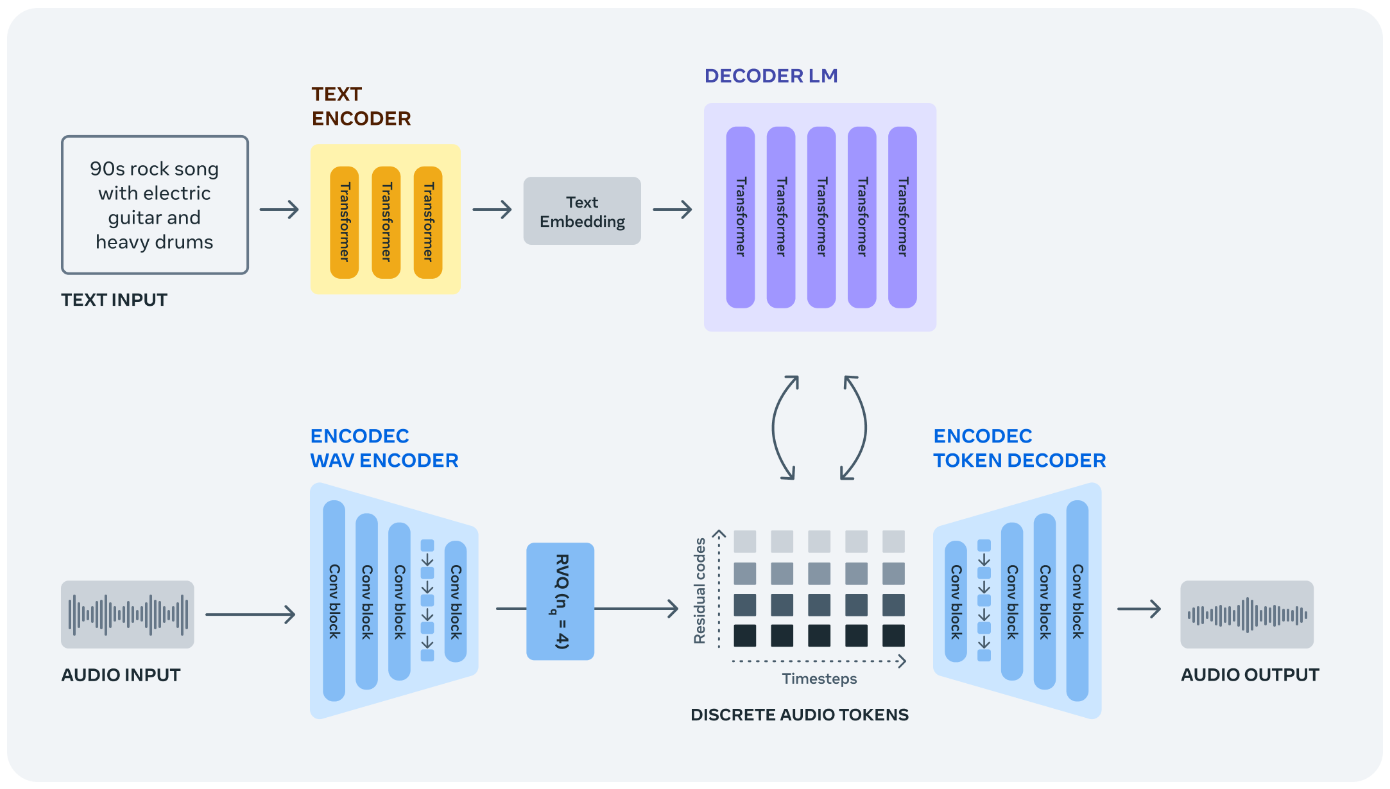 DECODER LM
TEXT
ENCODER
90s rock song
with electric
guitar and
heavy drums
TEXT INPUT
Transformer
Transformer
Transformer
Text
Embedding
Transformer
Transformer
Transformer
Transformer
Transformer
ENCODEC
WAV ENCODER
ENCODEC
TOKEN DECODER
AUDIO INPUT
Conv block
Conv block
Conv block
Conv block
RVQ (nq = 4)
Residual codes
Timesteps
DISCRETE AUDIO TOKENS
Conv block
Conv block
Conv block
Conv block
AUDIO OUTPUT